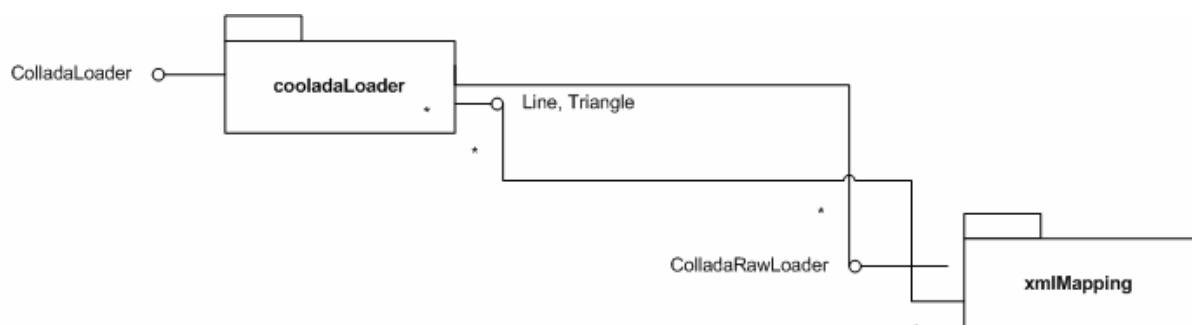 ColladaLoader
cooladaLoader
*
Line, Triangle
*
*
ColladaRawLoader
xmlMapping